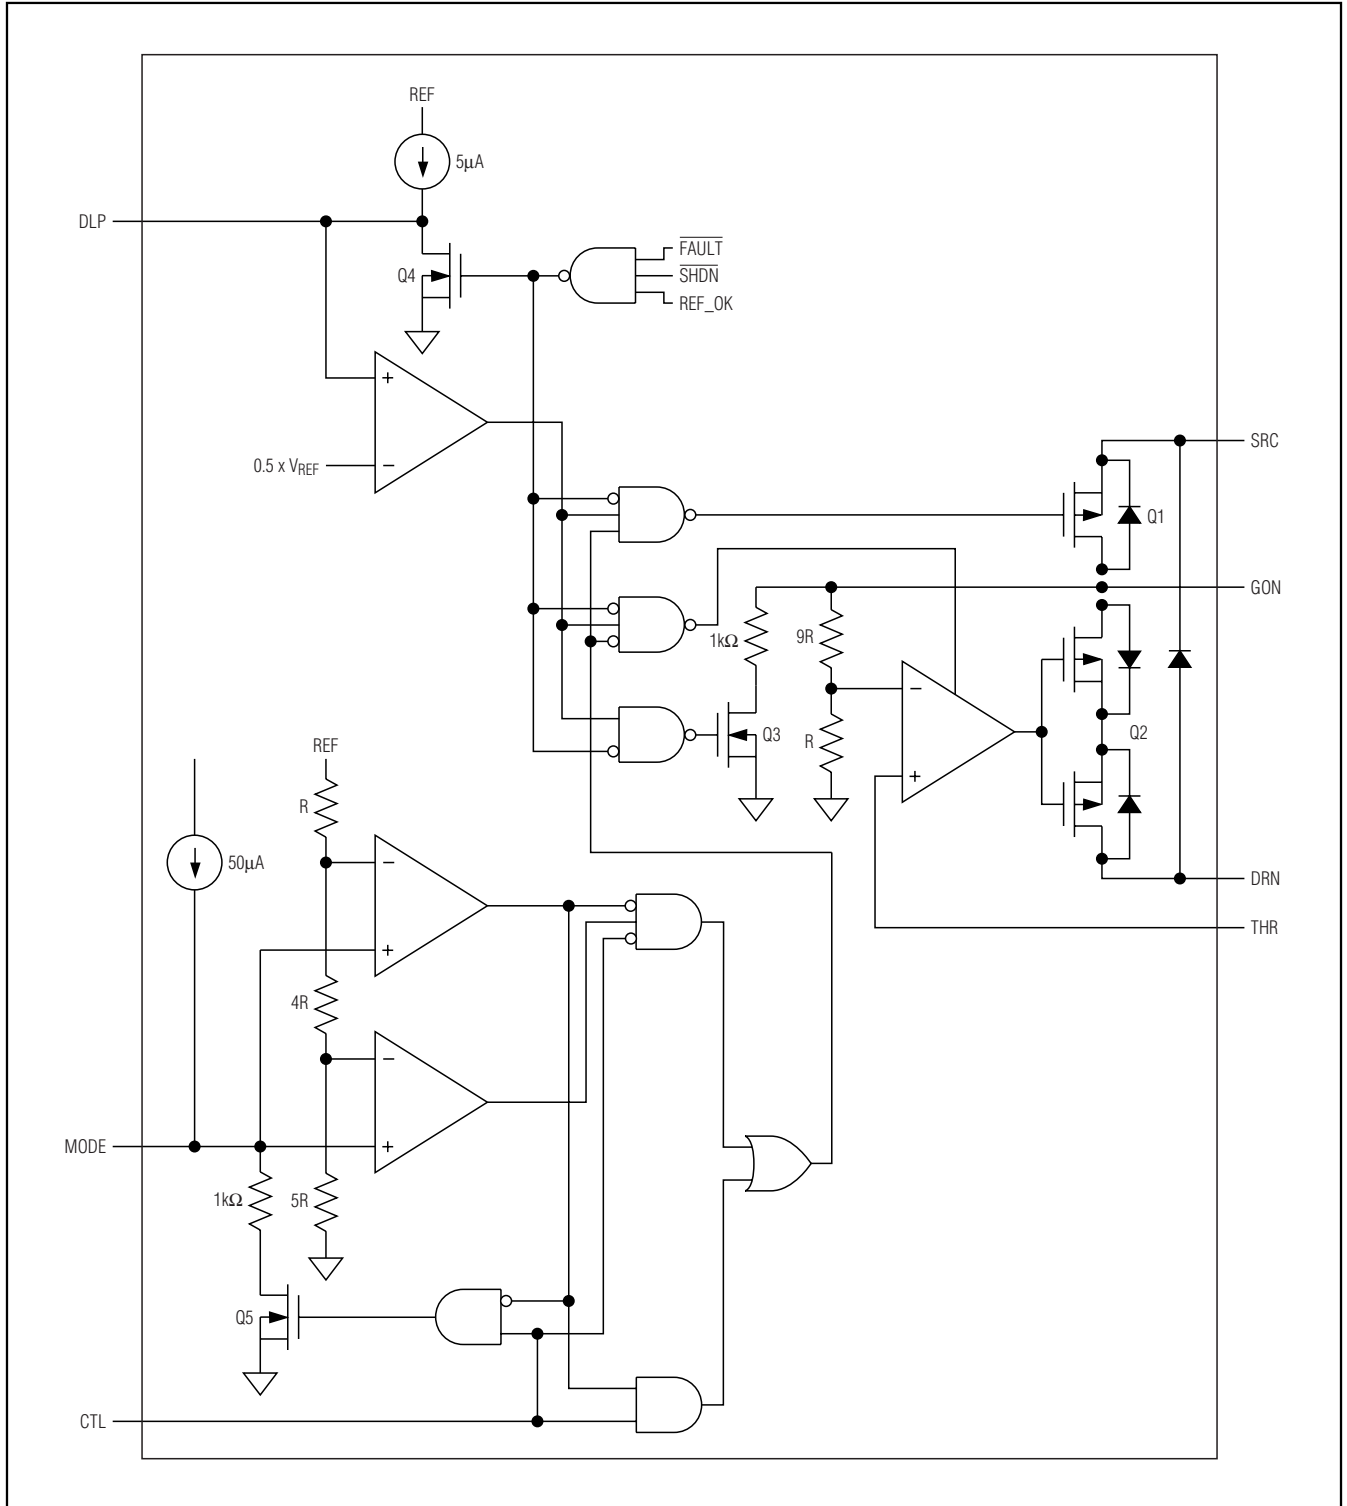 REF
5μA
DLP
FAULT
Q4
SHDN
REF_OK
+
0.5 x VREF
−
SRC
Q1
GON
1kΩ
9R
−
Q3
R
Q2
REF
+
R
50μA
−
DRN
THR
+
4R
−
MODE
+
1kΩ
5R
Q5
CTL